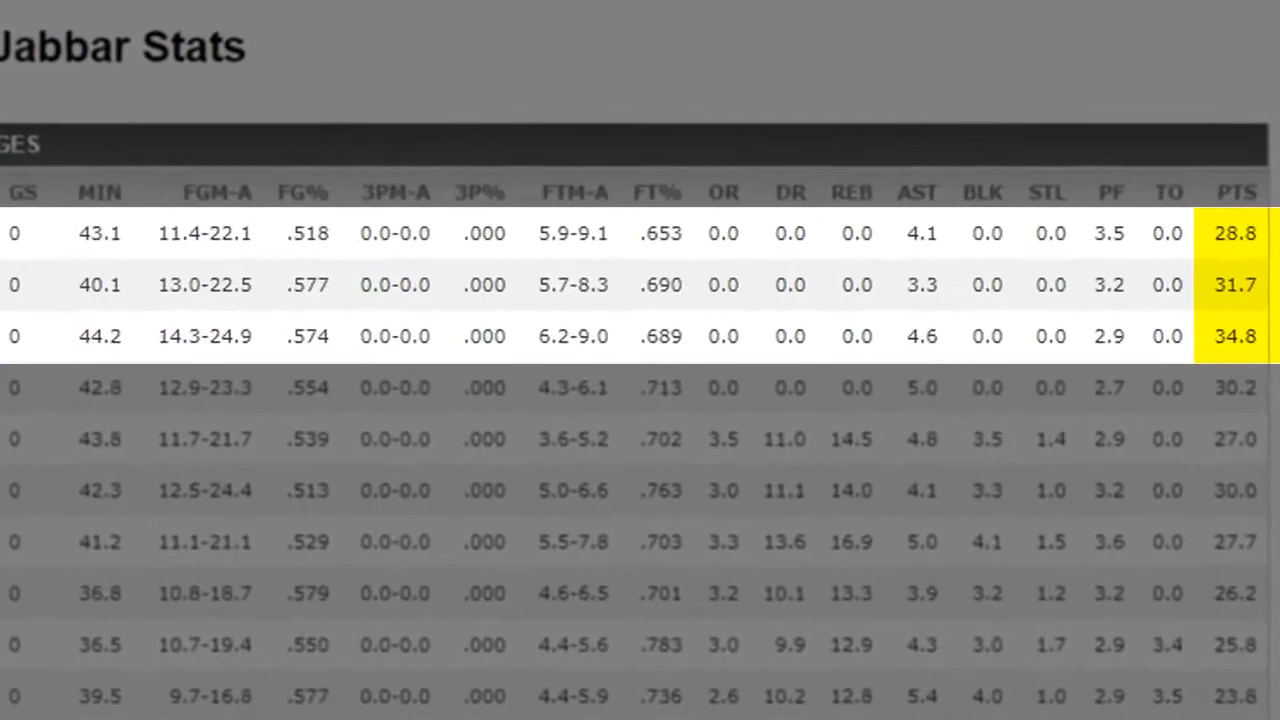 Jabbar Stats
GES
GS MIN FGM-A FG% 3PM-A 3P% FTM-A FT% OR DR REB AST BLK STL PF TO PTS
0 43.1 11.4-22.1 .518 0.0-0.0 .000 5.9-9.1 .653 0.0 0.0 0.0 4.1 0.0 0.0 3.5 0.0 28.8
0 40.1 13.0-22.5 .577 0.0-0.0 .000 5.7-8.3 .690 0.0 0.0 0.0 3.3 0.0 0.0 3.2 0.0 31.7
0 44.2 14.3-24.9 .574 0.0-0.0 .000 6.2-9.0 .689 0.0 0.0 0.0 4.6 0.0 0.0 2.9 0.0 34.8
0 42.8 12.9-23.3 .554 0.0-0.0 .000 4.3-6.1 .713 0.0 0.0 0.0 5.0 0.0 0.0 2.7 0.0 30.2
0 43.8 11.7-21.7 .539 0.0-0.0 .000 3.6-5.2 .702 3.5 11.0 14.5 4.8 3.5 1.4 2.9 0.0 27.0
0 42.3 12.5-24.4 .513 0.0-0.0 .000 5.0-6.6 .763 3.0 11.1 14.0 4.1 3.3 1.0 3.2 0.0 30.0
0 41.2 11.1-21.1 .529 0.0-0.0 .000 5.5-7.8 .703 3.3 13.6 16.9 5.0 4.1 1.5 3.6 0.0 27.7
0 36.8 10.8-18.7 .579 0.0-0.0 .000 4.6-6.5 .701 3.2 10.1 13.3 3.9 3.2 1.2 3.2 0.0 26.2
0 36.5 10.7-19.4 .550 0.0-0.0 .000 4.4-5.6 .783 3.0 9.9 12.9 4.3 3.0 1.7 2.9 3.4 25.8
0 39.5 9.7-16.8 .577 0.0-0.0 .000 4.4-5.9 .736 2.6 10.2 12.8 5.4 4.0 1.0 2.9 3.5 23.8